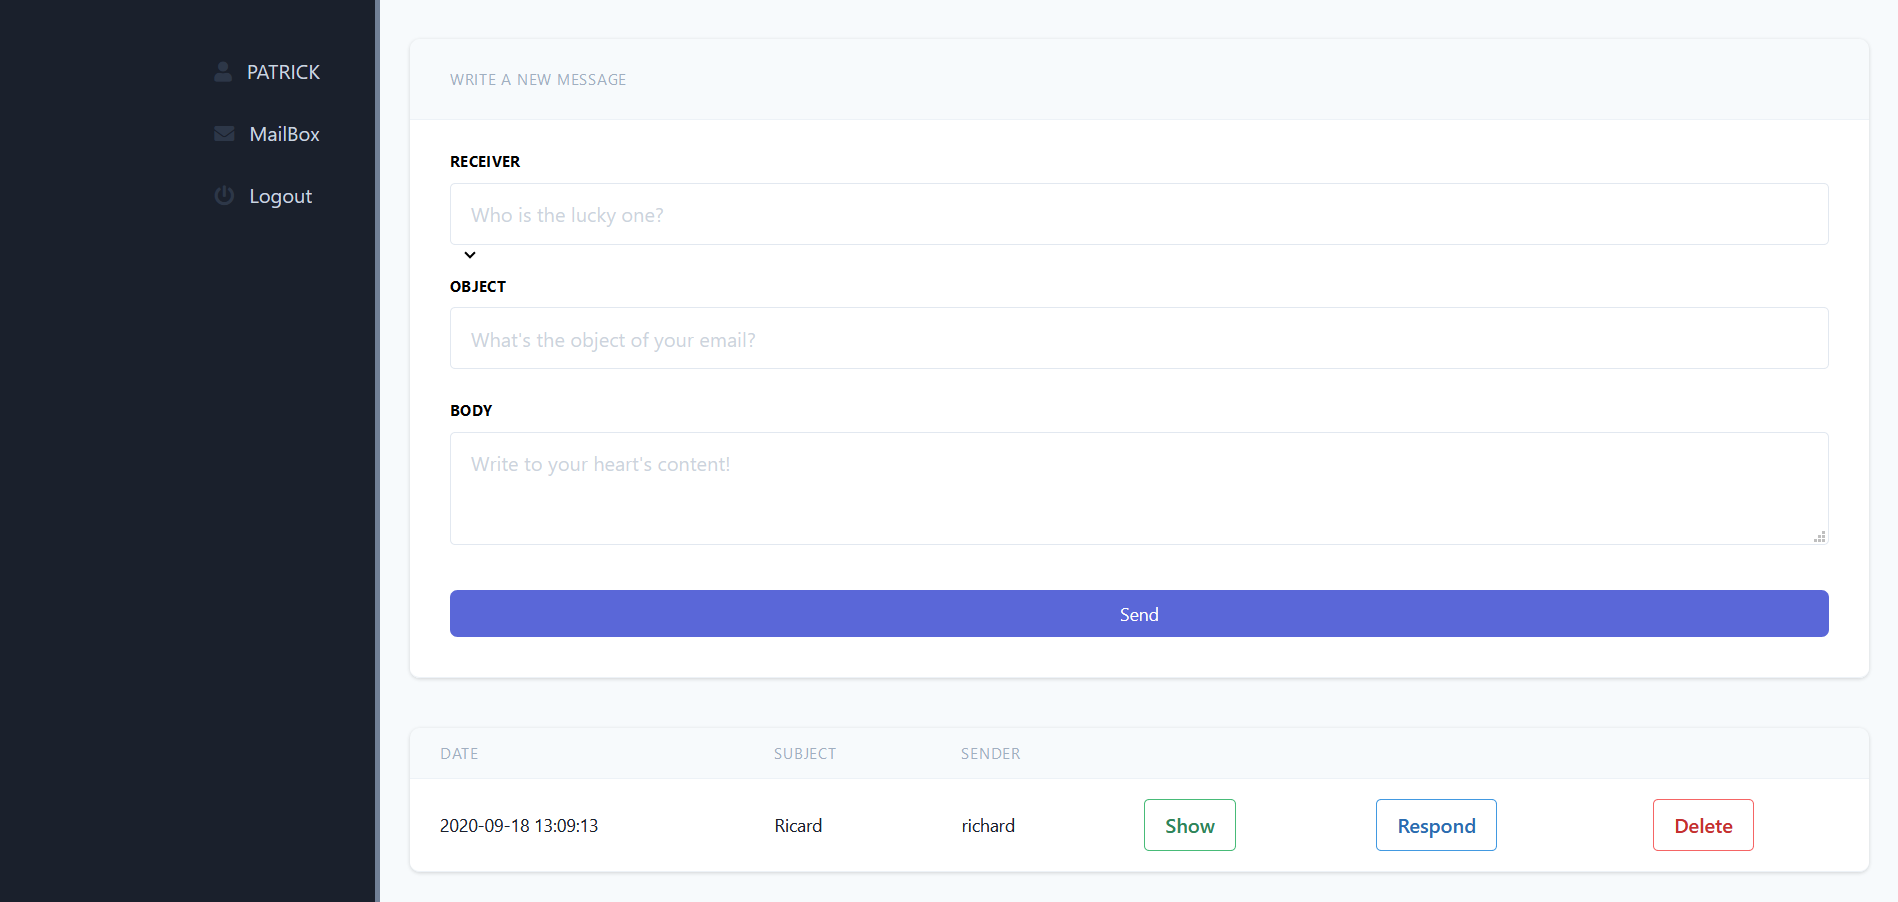 PATRICK
MailBox
Logout
WRITE A NEW MESSAGE
RECEIVER
Who is the lucky one?
OBJECT
What's the object of your email?
BODY
Write to your heart's content!
Send
DATE SUBJECT SENDER
2020-09-18 13:09:13 Ricard richard Show Respond Delete